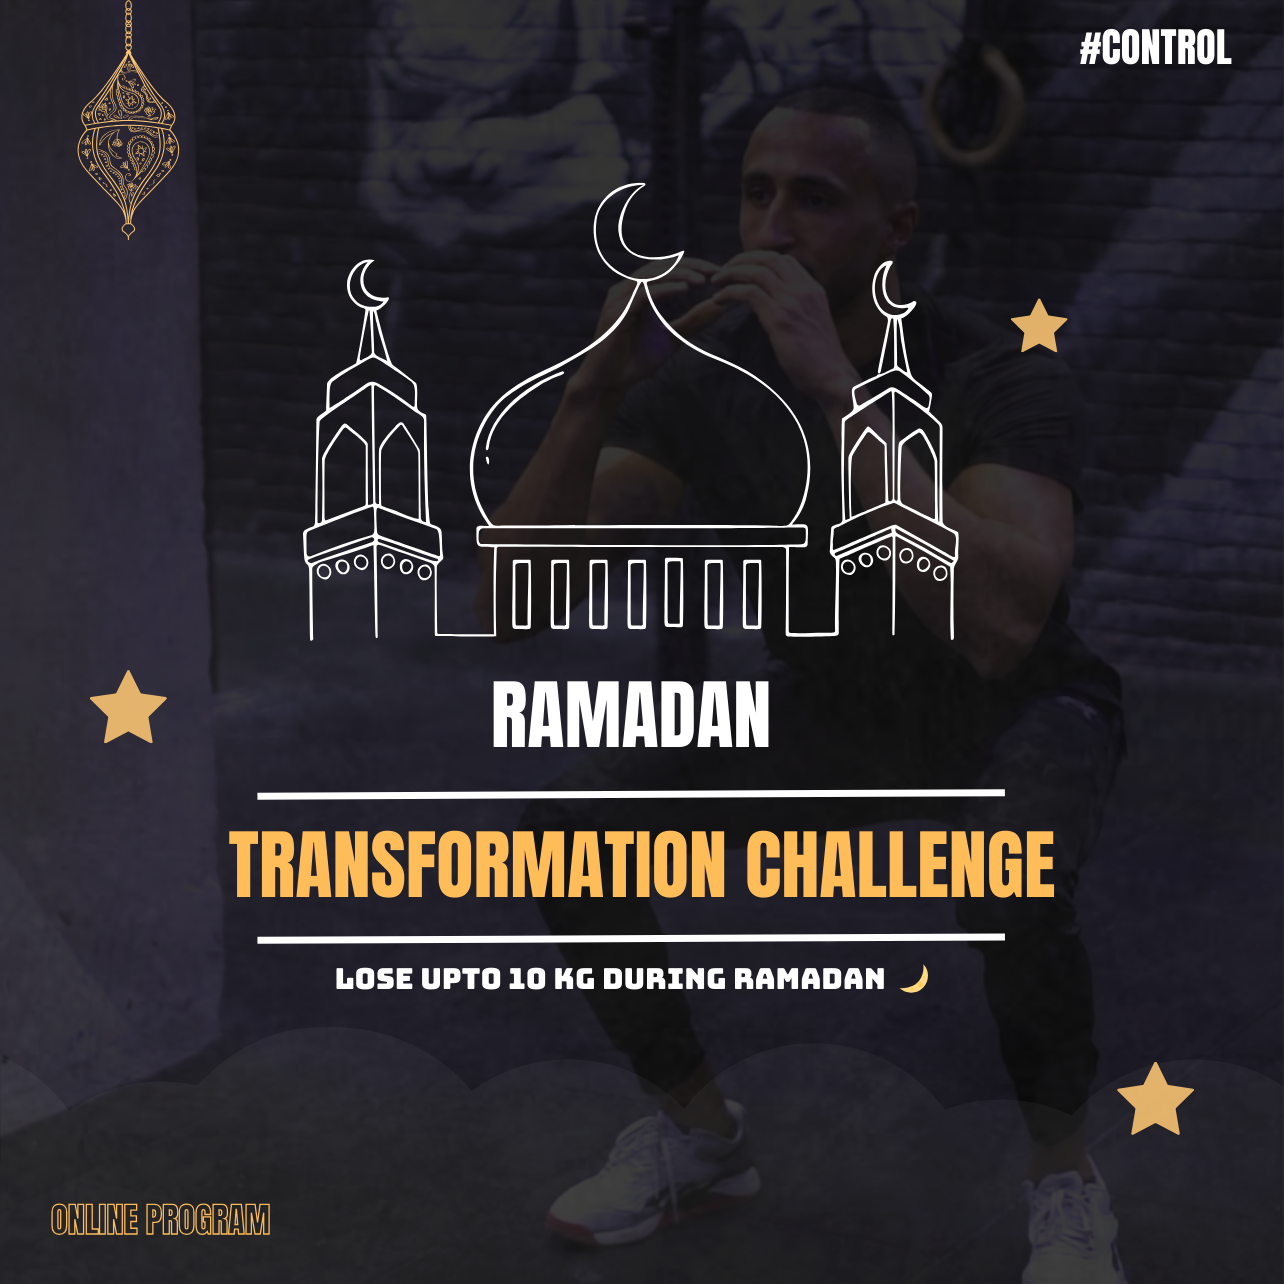 #CONTROL
RAMADAN
TRANSFORMATION CHALLENGE
LOSE UPTO 10 KG DURING RAMADAN 🌙
ONLINE PROGRAM